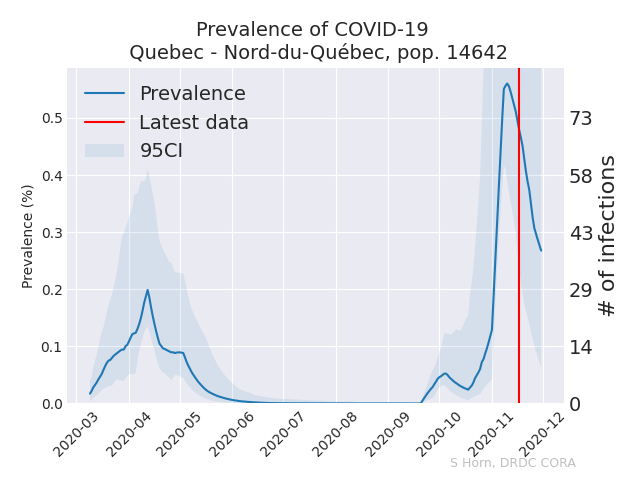 Prevalence of COVID-19
Quebec - Nord-du-Québec, pop. 14642
Prevalence
Latest data
95CI
Prevalence (%)
0.5
0.4
0.3
0.2
0.1
0.0
73
58
43
29
14
0
# of infections
2020-03
2020-04
2020-05
2020-06
2020-07
2020-08
2020-09
2020-10
2020-11
2020-12
S Horn, DRDC CORA